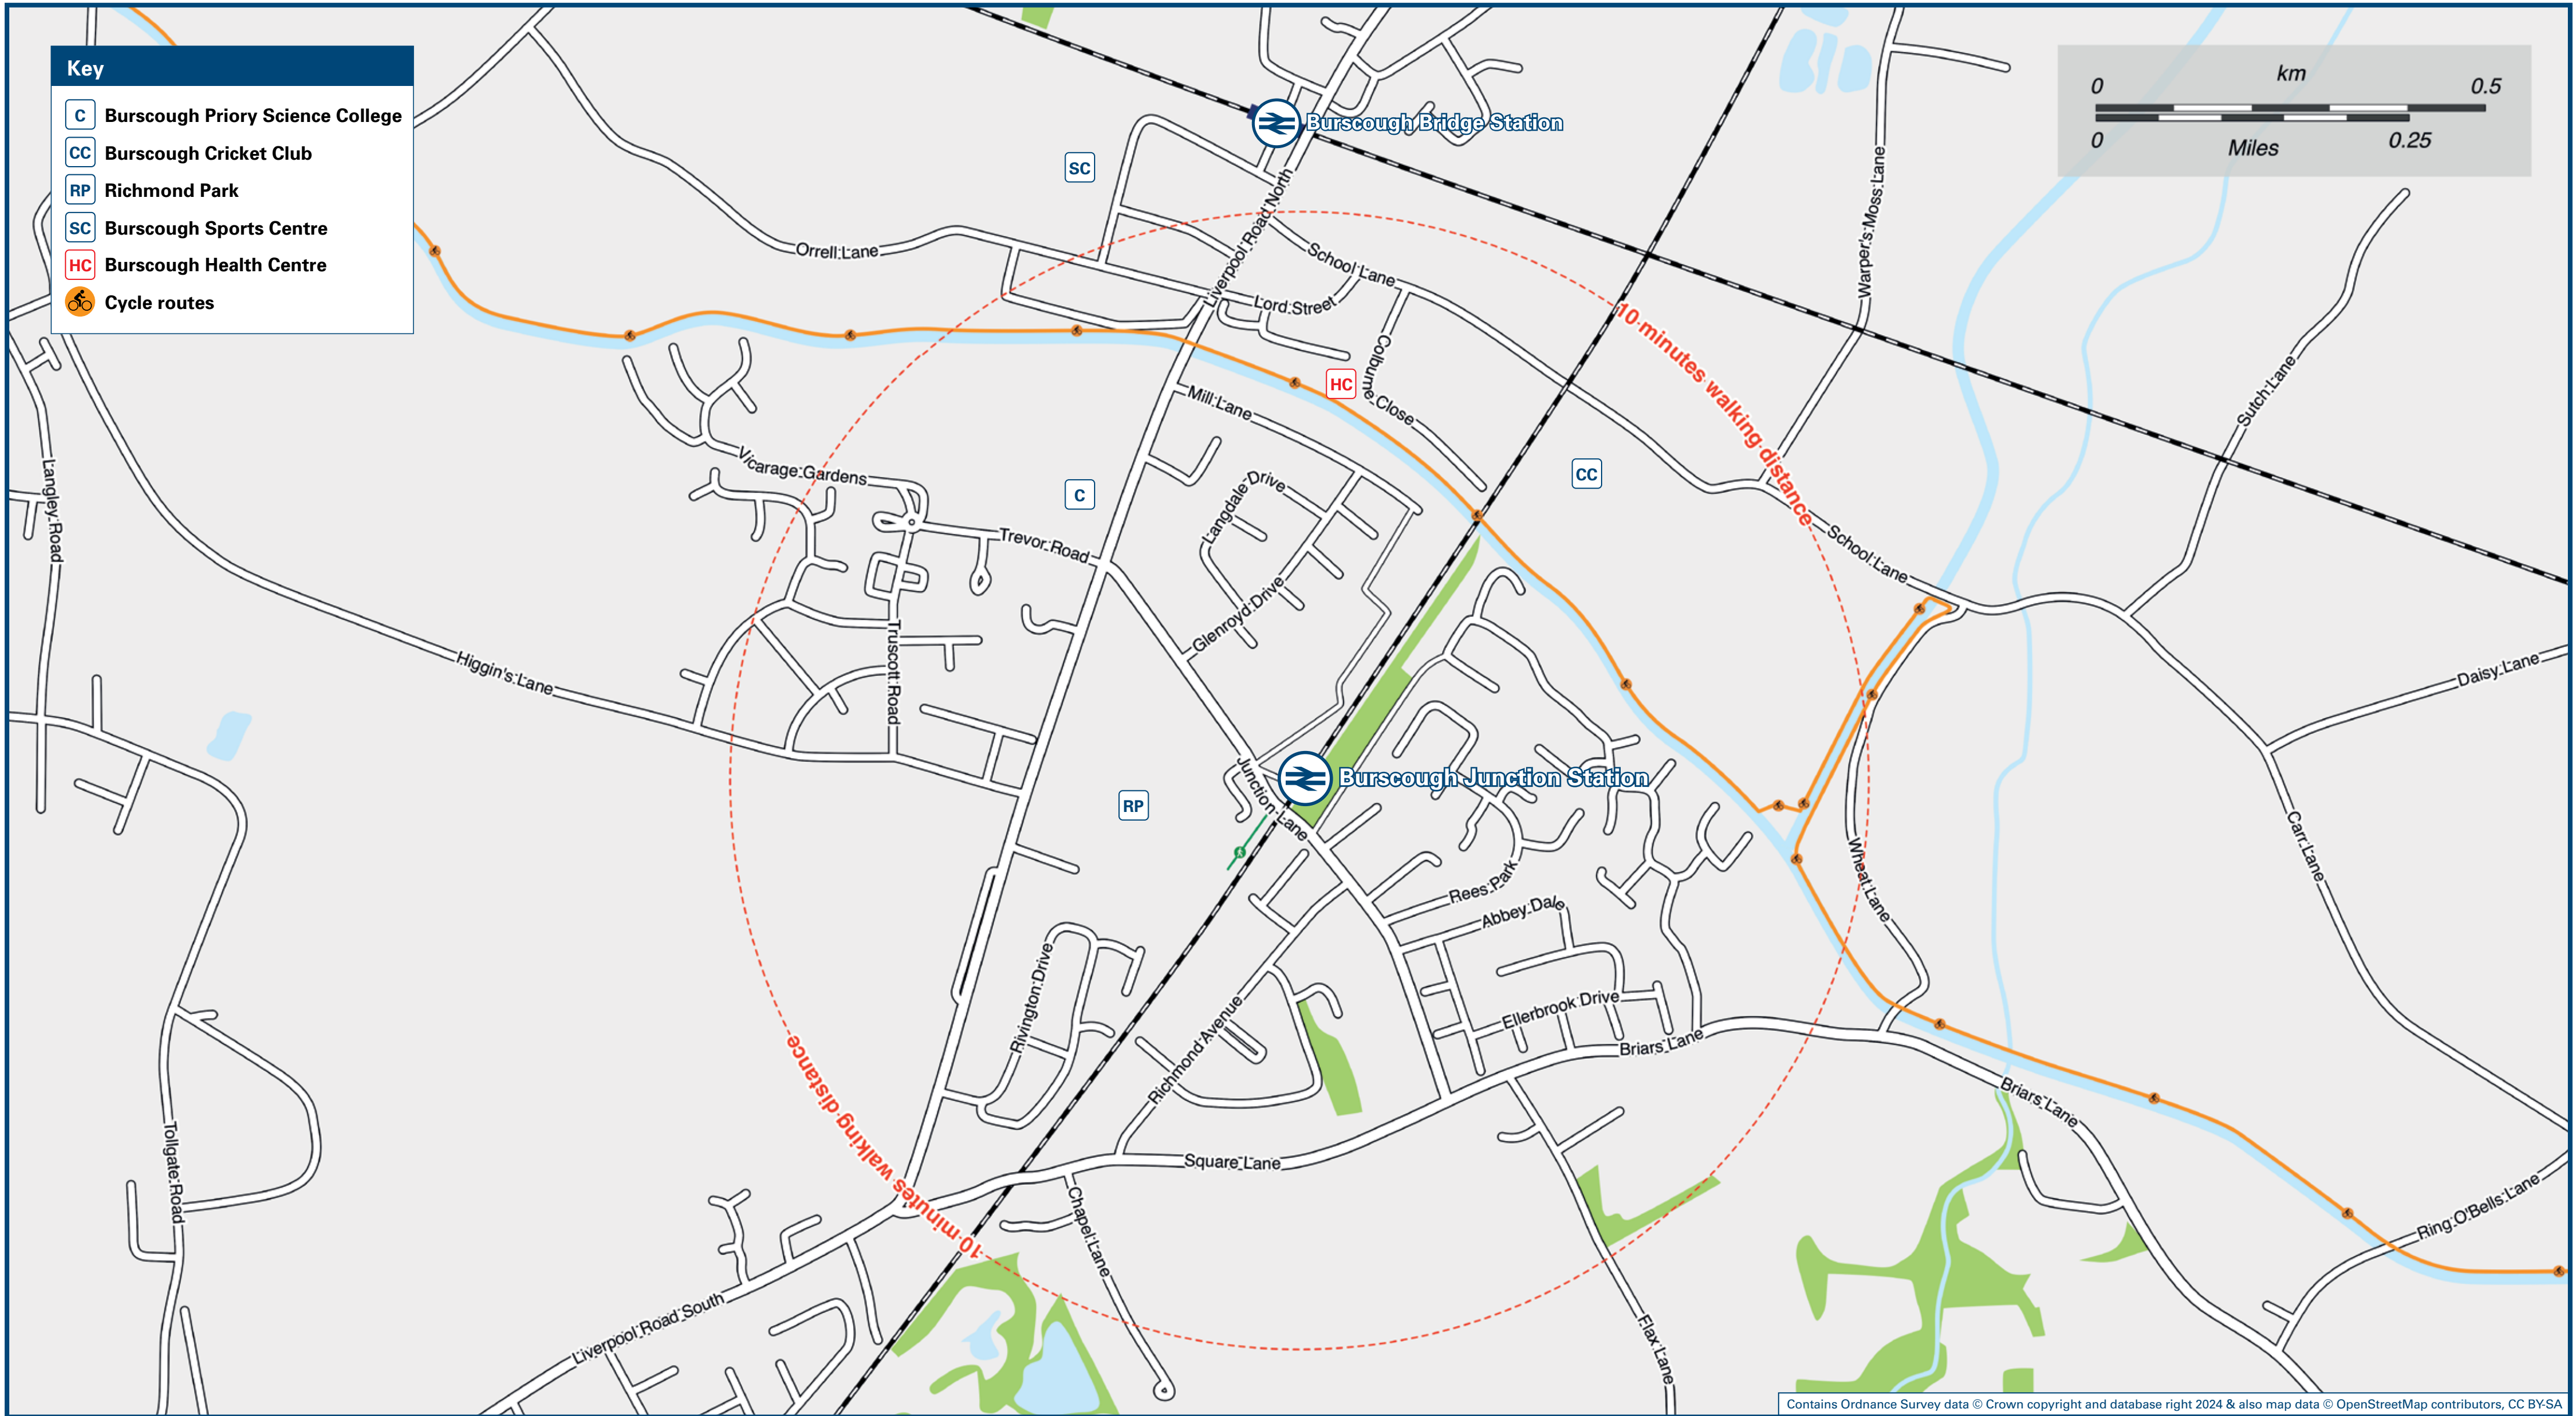 Key
C Burscough Priory Science College
CC Burscough Cricket Club
RP Richmond Park
SC Burscough Sports Centre
HC Burscough Health Centre
Cycle routes
km
0 0.5
0 0.25
Miles
Burscough Bridge Station
SC
Liverpool Road North
Warper's Moss Lane
Orrell Lane
School Lane
Lord Street
10 minutes walking distance
Colburne Close
HC
Mill Lane
Sutch Lane
Vicarage Gardens
Langley Road
C
CC
Langdale Drive
Trevor Road
School Lane
Glenroyd Drive
Truscott Road
Higgin's Lane
Daisy Lane
Junction Lane
Burscough Junction Station
RP
Carr Lane
Wheat Lane
Rees Park
Abbey Dale
Rivington Drive
Ellerbrook Drive
Richmond Avenue
Briars Lane
Briars Lane
10 minutes walking distance
Tollgate Road
Square Lane
Chapel Lane
Ring O'Bells Lane
Liverpool Road South
Flax Lane
Contains Ordnance Survey data © Crown copyright and database right 2024 & also map data © OpenStreetMap contributors, CC BY-SA